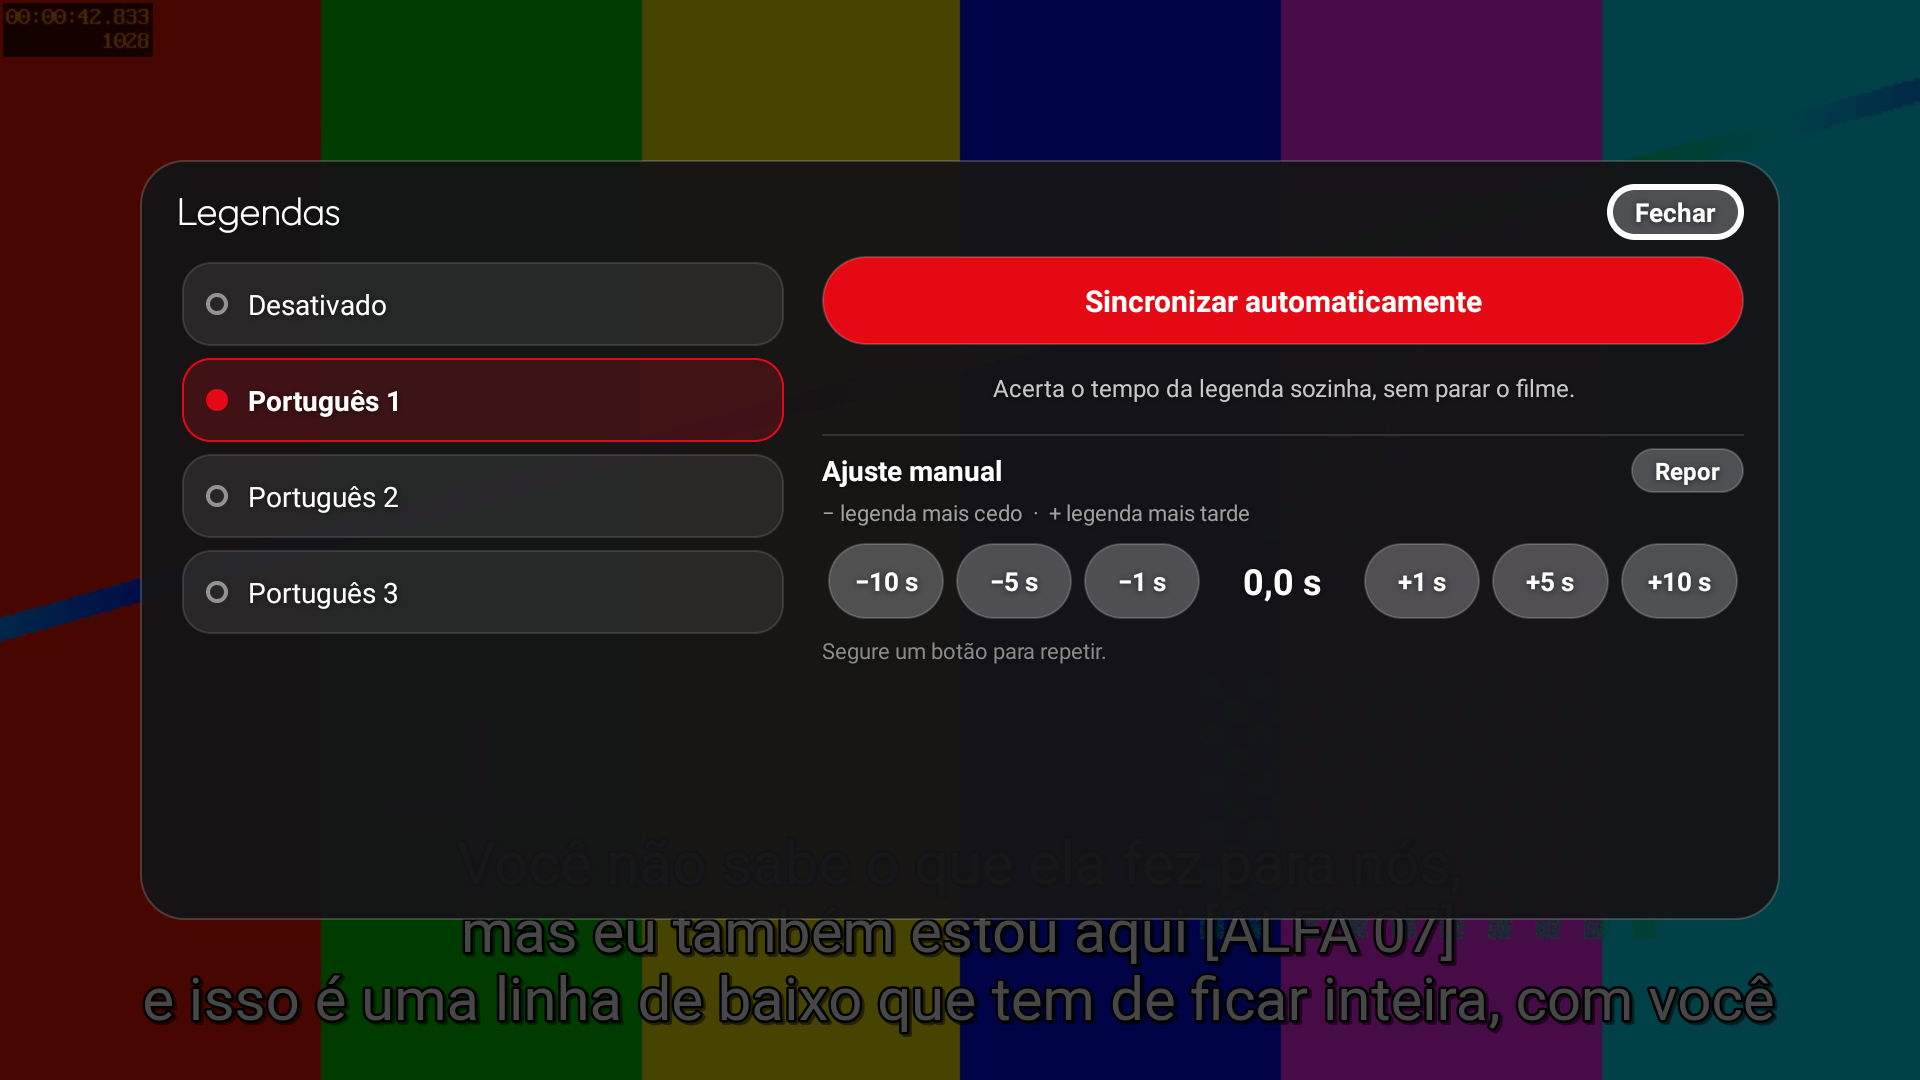 00:00:42.833
1028
Legendas
Fechar
Desativado
Português 1
Português 2
Português 3
Sincronizar automaticamente
Acerta o tempo da legenda sozinha, sem parar o filme.
Ajuste manual
Repor
− legenda mais cedo · + legenda mais tarde
−10 s −5 s −1 s 0,0 s +1 s +5 s +10 s
Segure um botão para repetir.
Você não sabe o que ela fez para nós,
mas eu também estou aqui [ALFA 07]
e isso é uma linha de baixo que tem de ficar inteira, com você